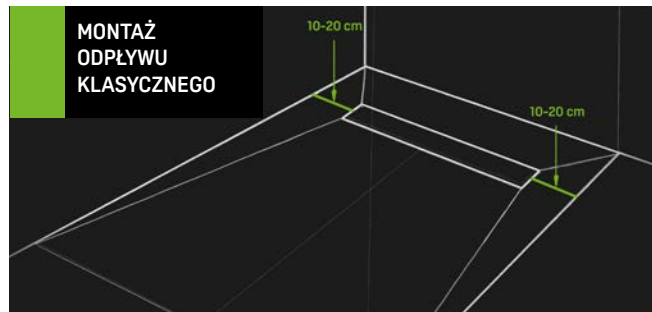 MONTAŻ
ODPŁYWU
KLASYCZNEGO
10-20 cm
10-20 cm